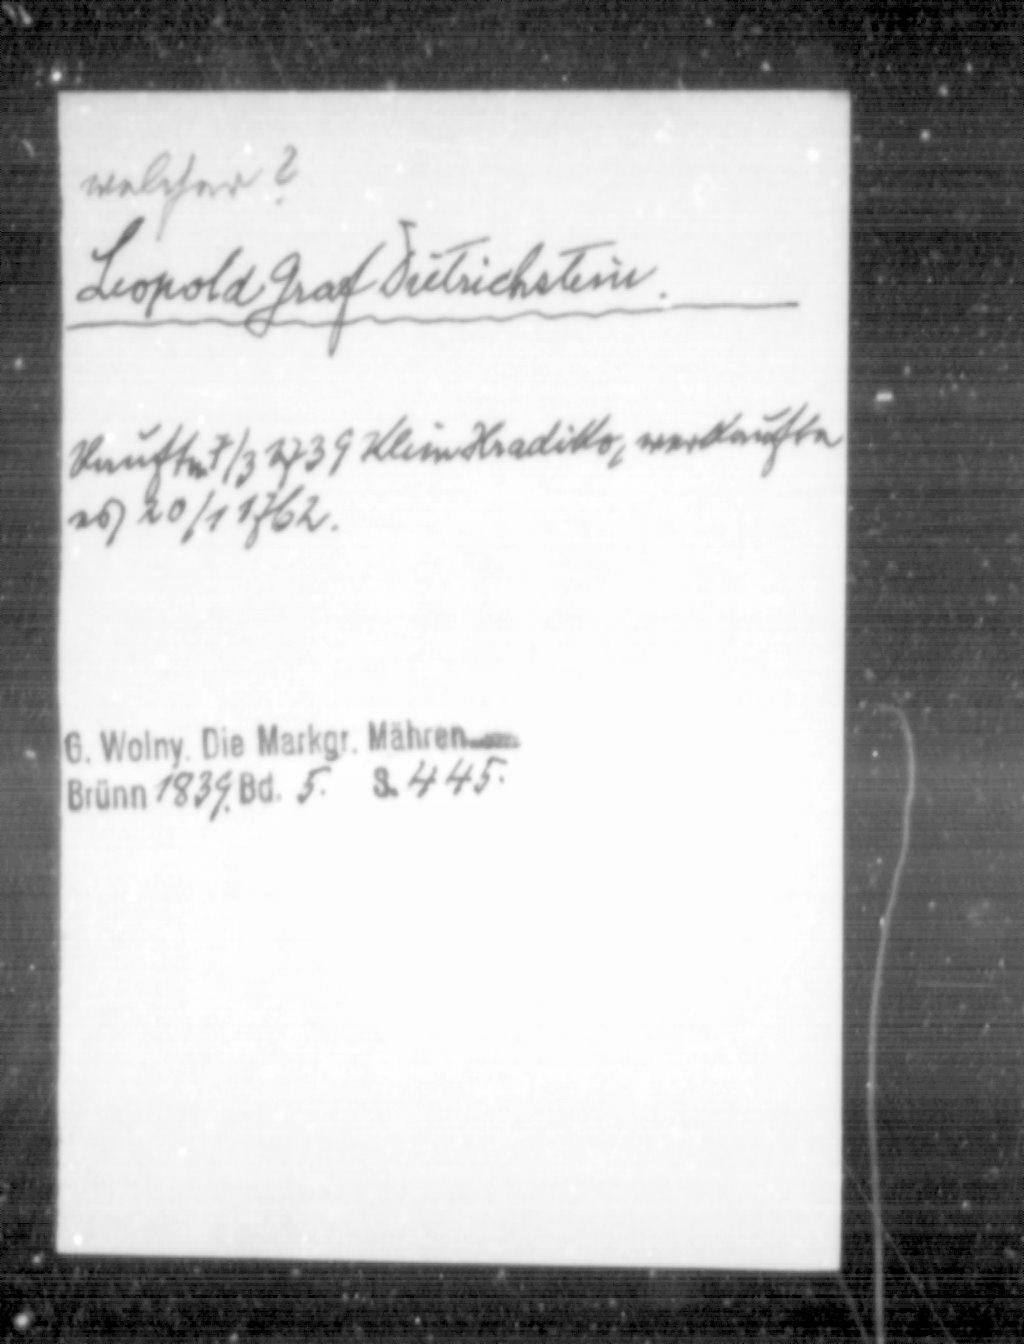 welcher ?
Leopold Graf Dietrichstein.
Kaufte 7/3 1739 Klein Hradisko, verkaufte
es 20/1 1762.
G. Wolny. Die Markgr. Mähren
Brünn 1839. Bd. 5. S. 445.